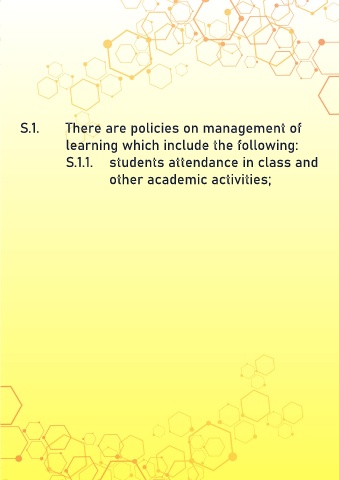 S.1. There are policies on management of
learning which include the following:
S.1.1. students attendance in class and
other academic activities;